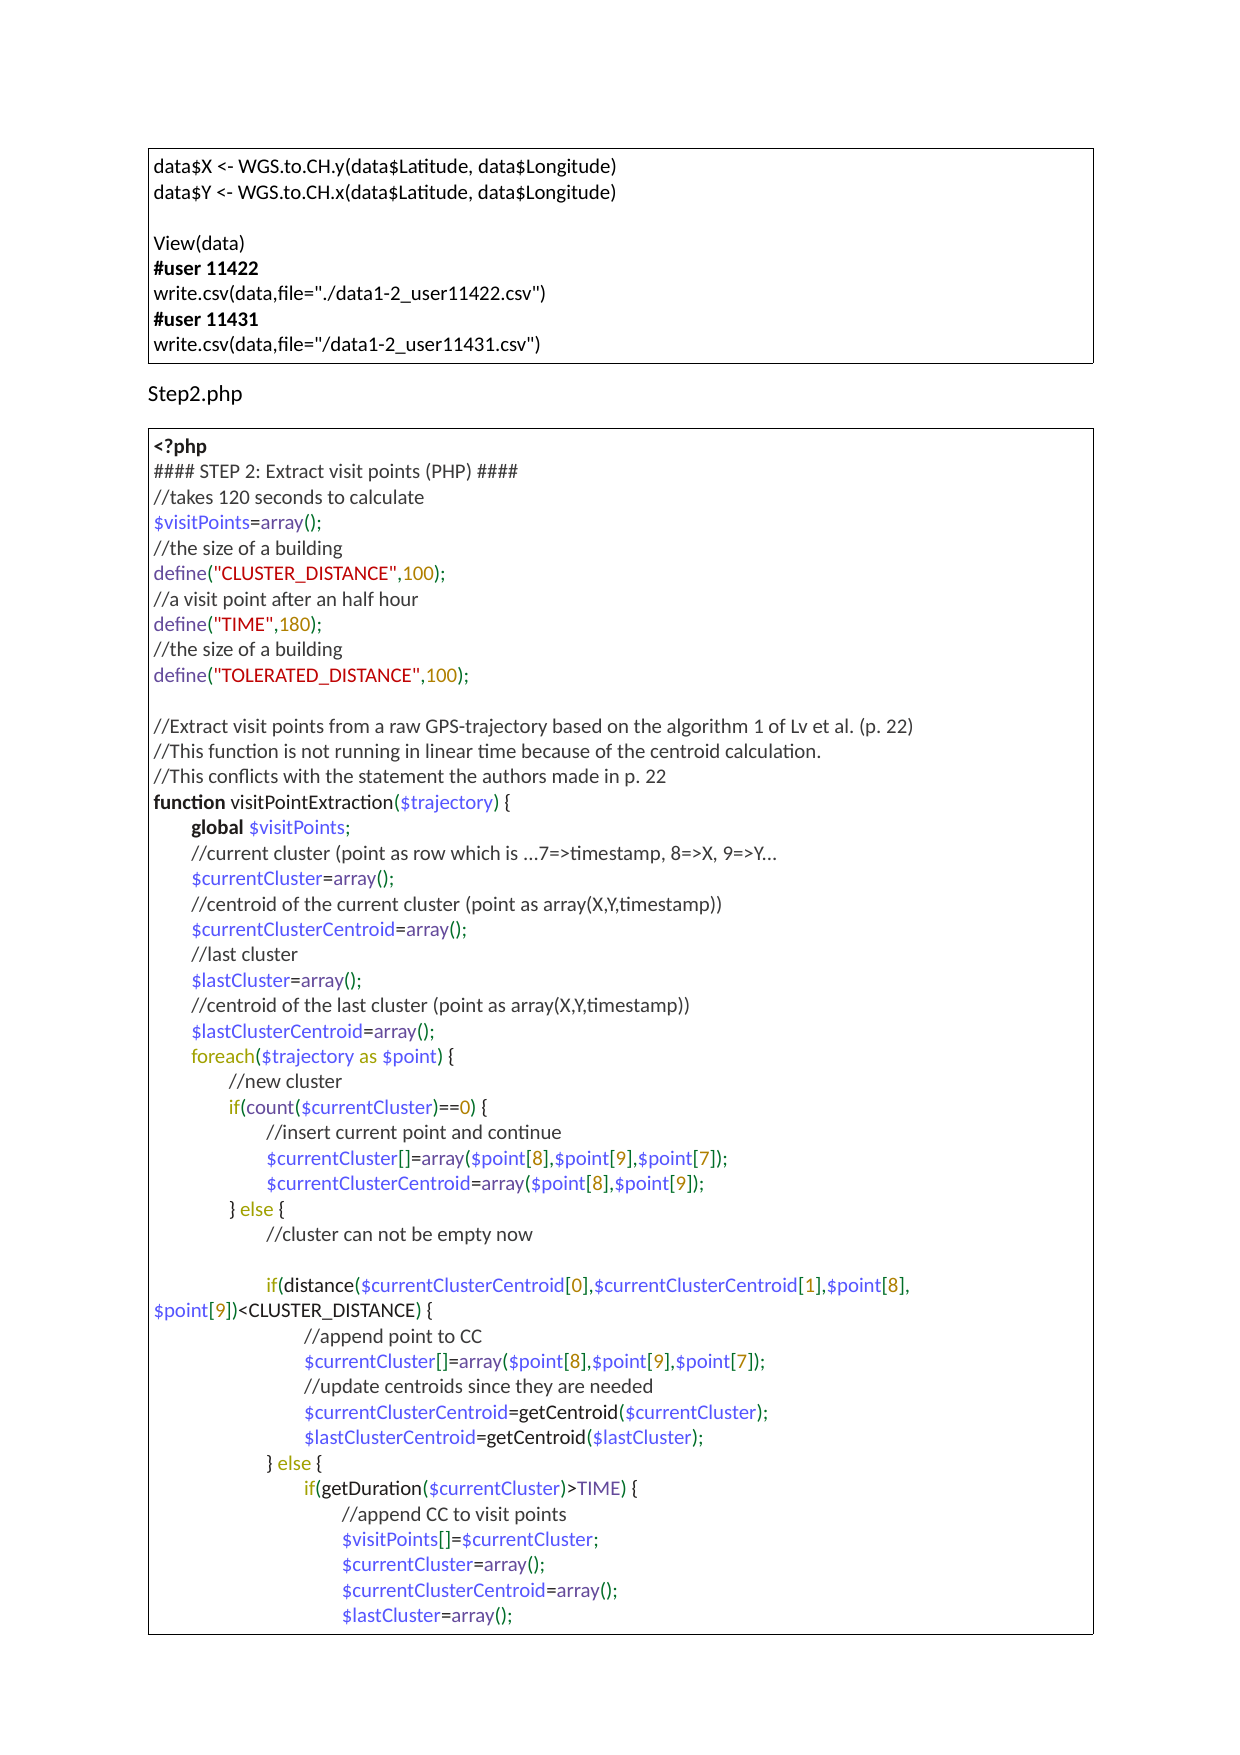 data$X <- WGS.to.CH.y(data$Latitude, data$Longitude)
data$Y <- WGS.to.CH.x(data$Latitude, data$Longitude)
View(data)
#user 11422
write.csv(data,file="./data1-2_user11422.csv")
#user 11431
write.csv(data,file="/data1-2_user11431.csv")
Step2.php
<?php
#### STEP 2: Extract visit points (PHP) ####
//takes 120 seconds to calculate
$visitPoints=array();
//the size of a building
define("CLUSTER_DISTANCE",100);
//a visit point after an half hour
define("TIME",180);
//the size of a building
define("TOLERATED_DISTANCE",100);
//Extract visit points from a raw GPS-trajectory based on the algorithm 1 of Lv et al. (p. 22)
//This function is not running in linear time because of the centroid calculation.
//This conflicts with the statement the authors made in p. 22
function visitPointExtraction($trajectory) {
global $visitPoints;
//current cluster (point as row which is ...7=>timestamp, 8=>X, 9=>Y...
$currentCluster=array();
//centroid of the current cluster (point as array(X,Y,timestamp))
$currentClusterCentroid=array();
//last cluster
$lastCluster=array();
//centroid of the last cluster (point as array(X,Y,timestamp))
$lastClusterCentroid=array();
foreach($trajectory as $point) {
//new cluster
if(count($currentCluster)==0) {
//insert current point and continue
$currentCluster[]=array($point[8],$point[9],$point[7]);
$currentClusterCentroid=array($point[8],$point[9]);
} else {
//cluster can not be empty now
if(distance($currentClusterCentroid[0],$currentClusterCentroid[1],$point[8],
$point[9])<CLUSTER_DISTANCE) {
//append point to CC
$currentCluster[]=array($point[8],$point[9],$point[7]);
//update centroids since they are needed
$currentClusterCentroid=getCentroid($currentCluster);
$lastClusterCentroid=getCentroid($lastCluster);
} else {
if(getDuration($currentCluster)>TIME) {
//append CC to visit points
$visitPoints[]=$currentCluster;
$currentCluster=array();
$currentClusterCentroid=array();
$lastCluster=array();